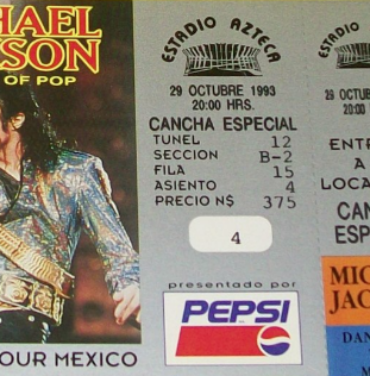 HAEL
SON
OF POP
OUR MEXICO
ESTADIO AZTECA
29 OCTUBRE 1993
20:00 HRS.
CANCHA ESPECIAL
TUNEL 12
SECCION B-2
FILA 15
ASIENTO 4
PRECIO N$ 375
4
presentado por
PEPSI
ESTADIO
29 OCTUB
20:00
ENTR
A
LOCA
CAN
ESP
MIC
JAC
DAN
M